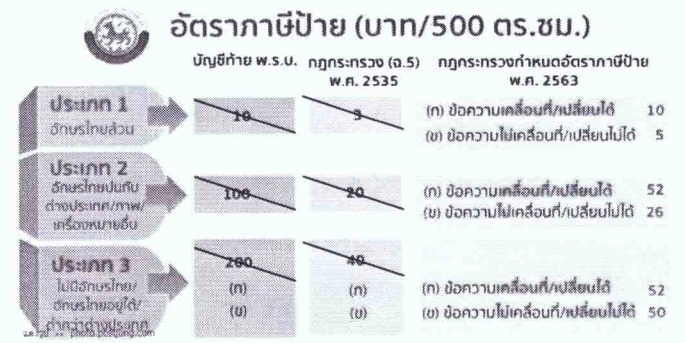 อัตราภาษีป้าย (บาท/500 ตร.ซม.)
บัญชีท้าย พ.ร.บ. กฎกระทรวง (ฉ.5) พ.ศ. 2535 กฎกระทรวงกำหนดอัตราภาษีป้าย พ.ศ. 2563
ประเภท 1
อักษรไทยล้วน
10 3 (ก) ข้อความเคลื่อนที่/เปลี่ยนได้ 10
(ข) ข้อความไม่เคลื่อนที่/เปลี่ยนไม่ได้ 5
ประเภท 2
อักษรไทยปนกับ
ต่างประเทศ/ภาพ/
เครื่องหมายอื่น
100 20 (ก) ข้อความเคลื่อนที่/เปลี่ยนได้ 52
(ข) ข้อความไม่เคลื่อนที่/เปลี่ยนไม่ได้ 26
ประเภท 3
ไม่มีอักษรไทย/
อักษรไทยอยู่ใต้/
ต่ำกว่าต่างประเทศ
200 40
(ก) (ก) (ก) ข้อความเคลื่อนที่/เปลี่ยนได้ 52
(ข) (ข) (ข) ข้อความไม่เคลื่อนที่/เปลี่ยนไม่ได้ 50